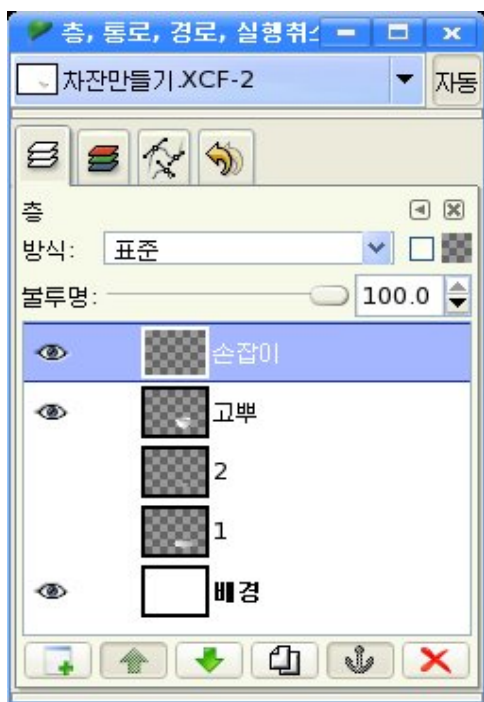 층, 통로, 경로, 실행취소
차잔만들기.XCF-2
자동
층
방식: 표준
불투명: 100.0
손잡이
고뿌
2
1
배경